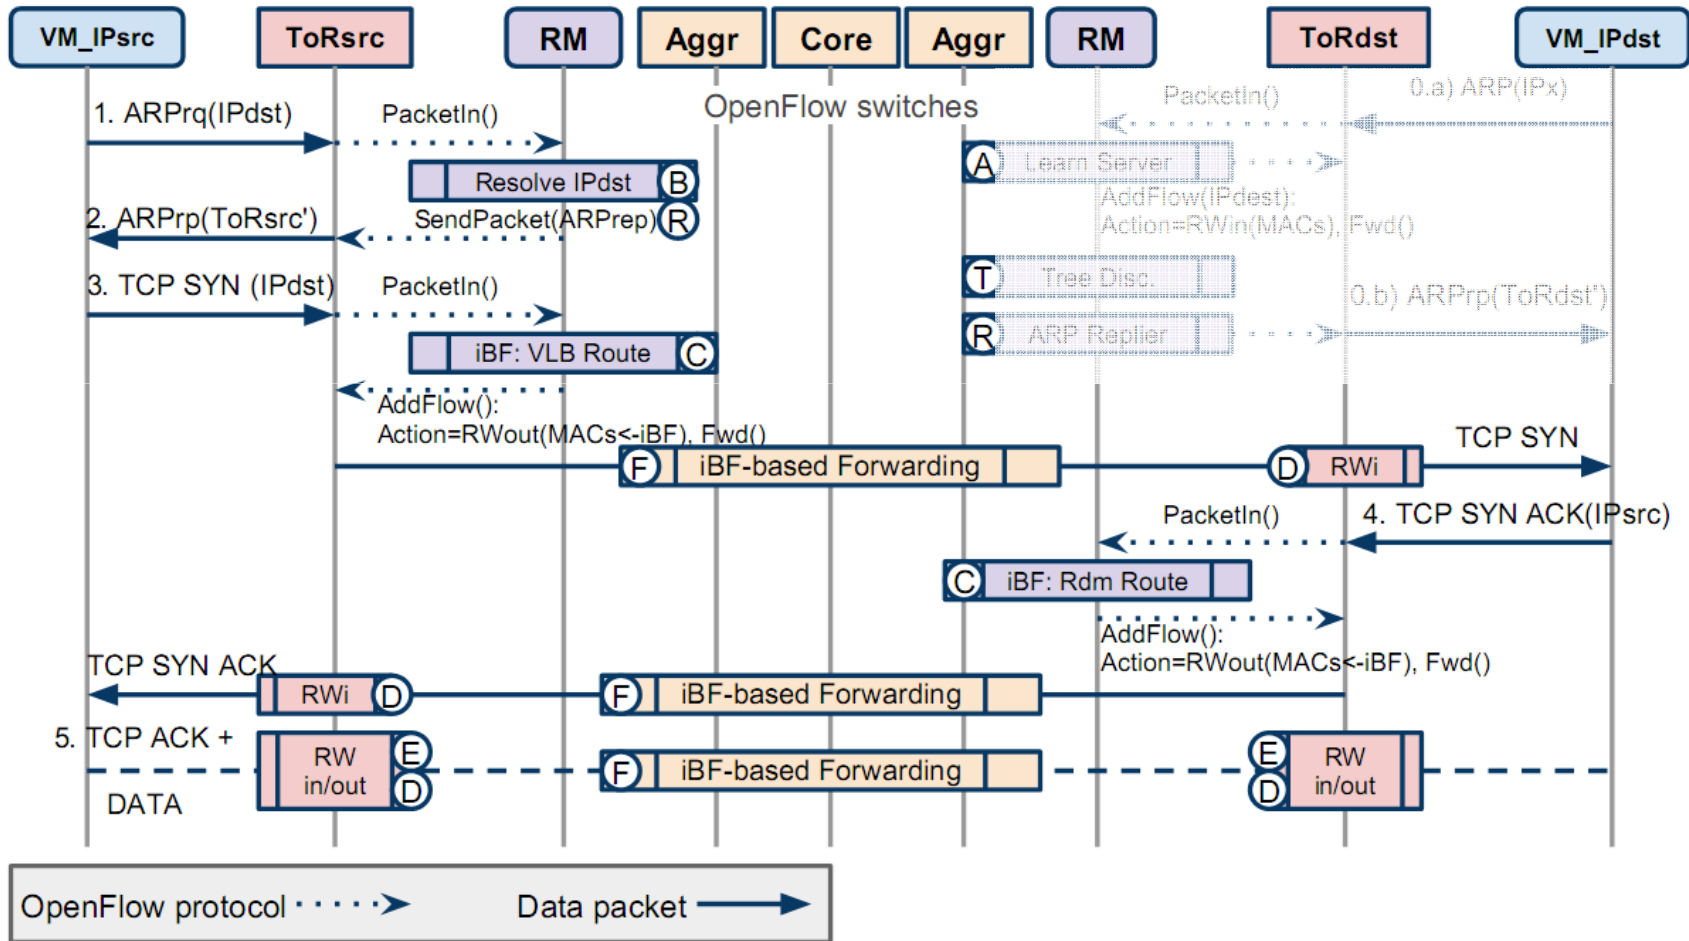 VM_IPsrc ToRsrc RM Aggr Core Aggr RM ToRdst VM_IPdst
OpenFlow switches
PacketIn() 0.a) ARP(IPx)
1. ARPrq(IPdst) PacketIn()
A Learn Server
Resolve IPdst B
AddFlow(IPdest):
Action=RWin(MACs), Fwd()
2. ARPrp(ToRsrc') SendPacket(ARPrep) R
T Tree Disc.
3. TCP SYN (IPdst) PacketIn()
0.b) ARPrp(ToRdst')
R ARP Replier
iBF: VLB Route C
AddFlow():
Action=RWout(MACs<-iBF), Fwd()
F iBF-based Forwarding D RWi TCP SYN
PacketIn() 4. TCP SYN ACK(IPsrc)
C iBF: Rdm Route
AddFlow():
Action=RWout(MACs<-iBF), Fwd()
TCP SYN ACK
RWi D F iBF-based Forwarding
5. TCP ACK +
DATA
RW
in/out
E
D
F iBF-based Forwarding
E
D
RW
in/out
OpenFlow protocol Data packet